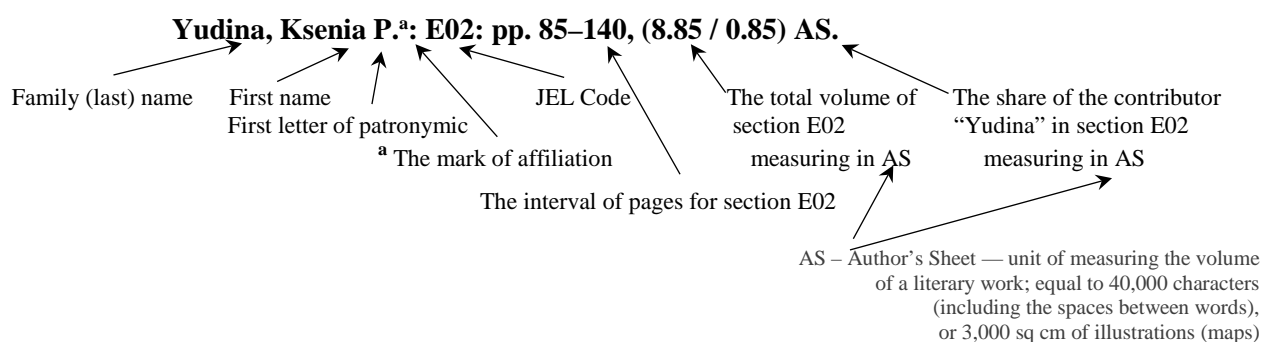 Yudina, Ksenia P.ª: E02: pp. 85–140, (8.85 / 0.85) AS.
Family (last) name
First name
First letter of patronymic
ª The mark of affiliation
JEL Code
The total volume of
section E02
measuring in AS
The share of the contributor
“Yudina” in section E02
measuring in AS
The interval of pages for section E02
AS – Author’s Sheet — unit of measuring the volume
of a literary work; equal to 40,000 characters
(including the spaces between words),
or 3,000 sq cm of illustrations (maps)